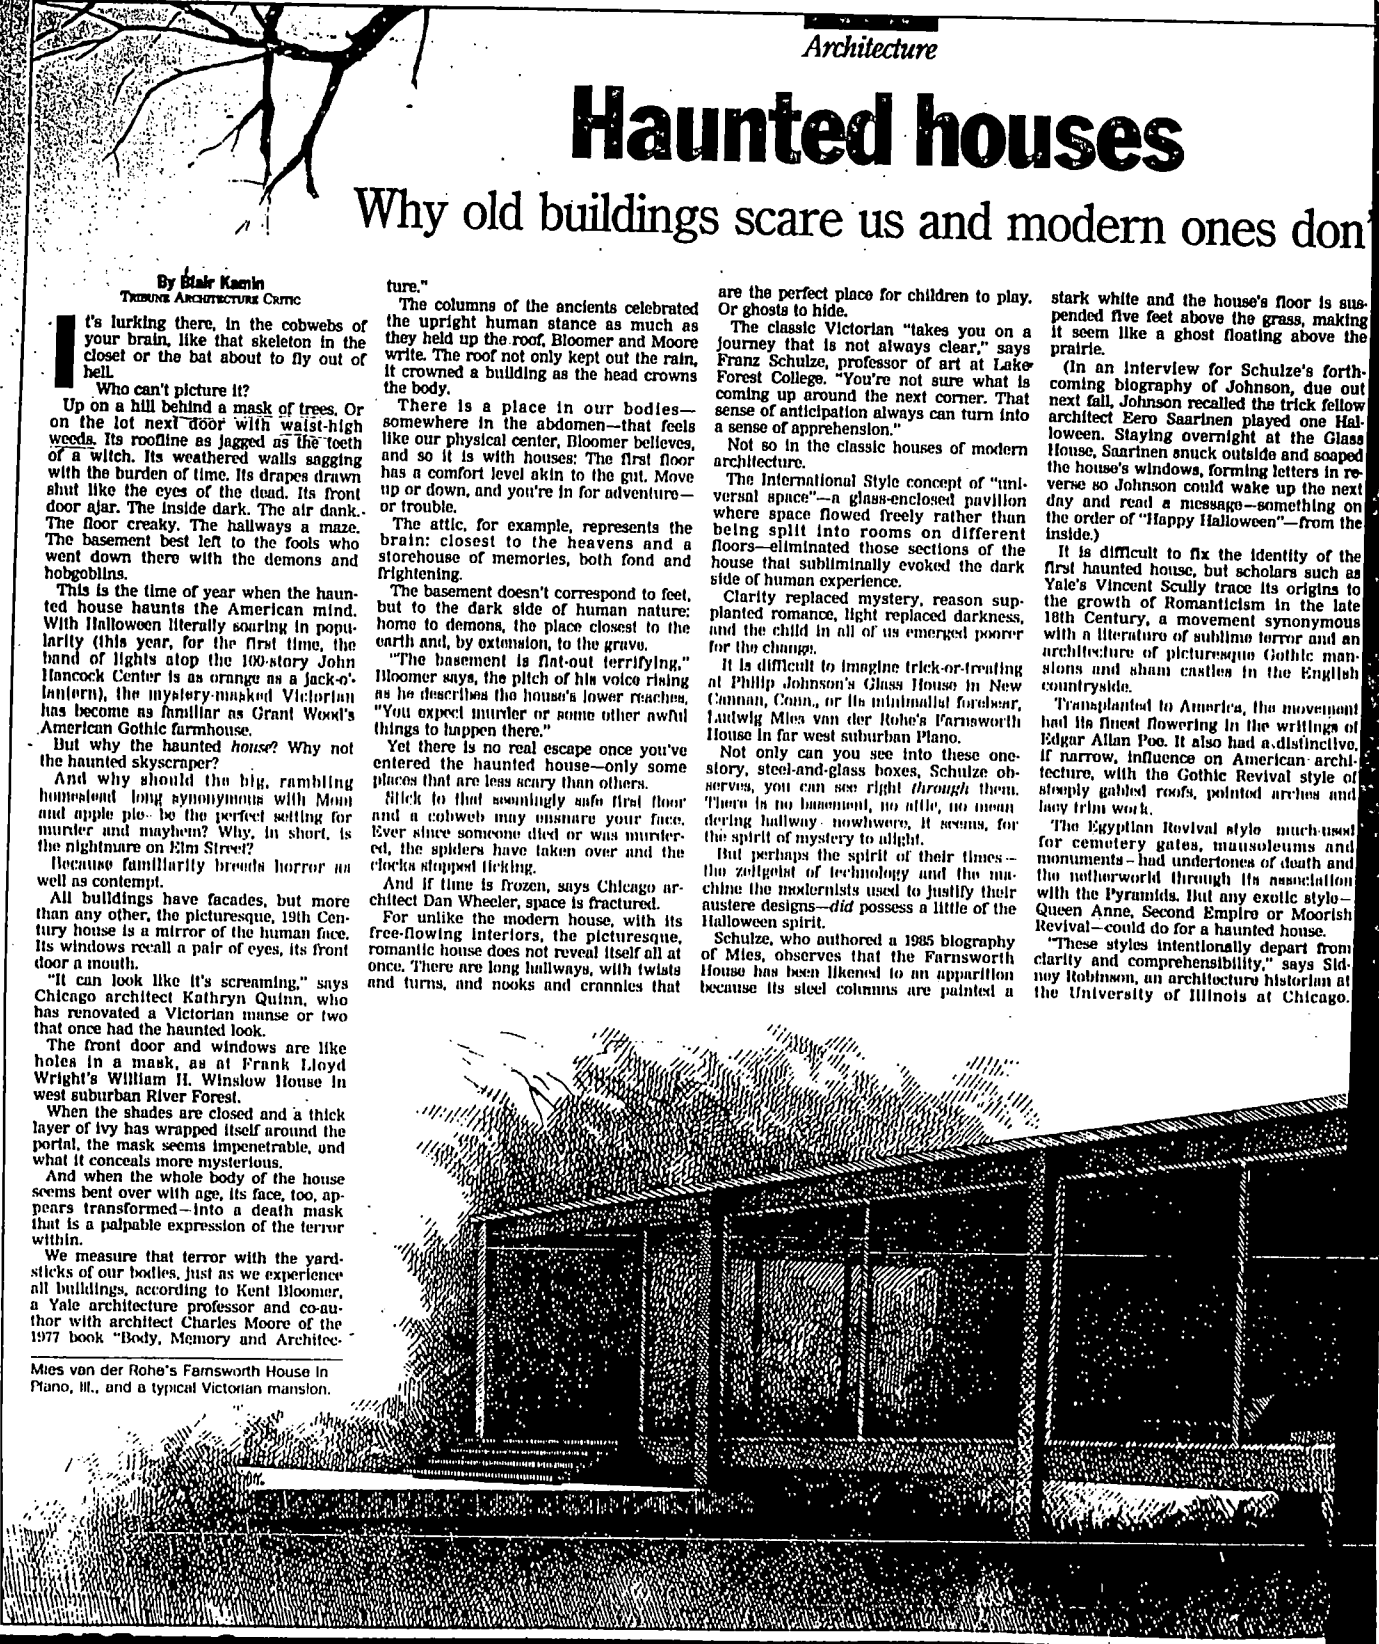 Architecture
Haunted houses
Why old buildings scare us and modern ones don'
By Blair Kamin
TRIBUNE ARCHITECTURE CRITIC
It's lurking there, in the cobwebs of
your brain, like that skeleton in the
closet or the bat about to fly out of
hell.
Who can't picture it?
Up on a hill behind a mask of trees. Or
on the lot next door with waist-high
weeds. Its roofline as jagged as the teeth
of a witch. Its weathered walls sagging
with the burden of time. Its drapes drawn
shut like the eyes of the dead. Its front
door ajar. The inside dark. The air dank.
The floor creaky. The hallways a maze.
The basement best left to the fools who
went down there with the demons and
hobgoblins.
This is the time of year when the haun-
ted house haunts the American mind.
With Halloween literally soaring in popu-
larity (this year, for the first time, the
band of lights atop the 100-story John
Hancock Center is as orange as a jack-o'-
lantern), the mystery-masked Victorian
has become as familiar as Grant Wood's
American Gothic farmhouse.
But why the haunted house? Why not
the haunted skyscraper?
And why should the big, rambling
homestead long synonymous with Mom
and apple pie be the perfect setting for
murder and mayhem? Why, in short, is
the nightmare on Elm Street?
Because familiarity breeds horror as
well as contempt.
All buildings have facades, but more
than any other, the picturesque, 19th Cen-
tury house is a mirror of the human face.
Its windows recall a pair of eyes, its front
door a mouth.
"It can look like it's screaming," says
Chicago architect Kathryn Quinn, who
has renovated a Victorian manse or two
that once had the haunted look.
The front door and windows are like
holes in a mask, as at Frank Lloyd
Wright's William H. Winslow House in
west suburban River Forest.
When the shades are closed and a thick
layer of ivy has wrapped itself around the
portal, the mask seems impenetrable, and
what it conceals more mysterious.
And when the whole body of the house
seems bent over with age, its face, too, ap-
pears transformed—into a death mask
that is a palpable expression of the terror
within.
We measure that terror with the yard-
sticks of our bodies, just as we experience
all buildings, according to Kent Bloomer,
a Yale architecture professor and co-au-
thor with architect Charles Moore of the
1977 book "Body, Memory and Architec-
ture."
The columns of the ancients celebrated
the upright human stance as much as
they held up the roof, Bloomer and Moore
write. The roof not only kept out the rain,
it crowned a building as the head crowns
the body.
There is a place in our bodies—
somewhere in the abdomen—that feels
like our physical center, Bloomer believes,
and so it is with houses: The first floor
has a comfort level akin to the gut. Move
up or down, and you're in for adventure—
or trouble.
The attic, for example, represents the
brain: closest to the heavens and a
storehouse of memories, both fond and
frightening.
The basement doesn't correspond to feet,
but to the dark side of human nature:
home to demons, the place closest to the
earth and, by extension, to the grave.
"The basement is flat-out terrifying,"
Bloomer says, the pitch of his voice rising
as he describes the house's lower reaches.
"You expect murder or some other awful
things to happen there."
Yet there is no real escape once you've
entered the haunted house—only some
places that are less scary than others.
Stick to that seemingly safe first floor
and a cobweb may ensnare your face.
Ever since someone died or was murder-
ed, the spiders have taken over and the
clocks stopped ticking.
And if time is frozen, says Chicago ar-
chitect Dan Wheeler, space is fractured.
For unlike the modern house, with its
free-flowing interiors, the picturesque,
romantic house does not reveal itself all at
once. There are long hallways, with twists
and turns, and nooks and crannies that
are the perfect place for children to play.
Or ghosts to hide.
The classic Victorian "takes you on a
journey that is not always clear," says
Franz Schulze, professor of art at Lake
Forest College. "You're not sure what is
coming up around the next corner. That
sense of anticipation always can turn into
a sense of apprehension."
Not so in the classic houses of modern
architecture.
The International Style concept of "uni-
versal space"—a glass-enclosed pavilion
where space flowed freely rather than
being split into rooms on different
floors—eliminated those sections of the
house that subliminally evoked the dark
side of human experience.
Clarity replaced mystery, reason sup-
planted romance, light replaced darkness,
and the child in all of us emerged poorer
for the change.
It is difficult to imagine trick-or-treating
at Philip Johnson's Glass House in New
Canaan, Conn., or its minimalist forebear,
Ludwig Mies van der Rohe's Farnsworth
House in far west suburban Plano.
Not only can you see into these one-
story, steel-and-glass boxes, Schulze ob-
serves, you can see right through them.
There is no basement, no attic, no mean
dering hallway nowhwere, it seems, for
the spirit of mystery to alight.
But perhaps the spirit of their times—
the zeitgeist of technology and the ma-
chine the modernists used to justify their
austere designs—did possess a little of the
Halloween spirit.
Schulze, who authored a 1985 biography
of Mies, observes that the Farnsworth
House has been likened to an apparition
because its steel columns are painted a
stark white and the house's floor is sus-
pended five feet above the grass, making
it seem like a ghost floating above the
prairie.
(In an interview for Schulze's forth-
coming biography of Johnson, due out
next fall, Johnson recalled the trick fellow
architect Eero Saarinen played one Hal-
loween. Staying overnight at the Glass
House, Saarinen snuck outside and soaped
the house's windows, forming letters in re-
verse so Johnson could wake up the next
day and read a message—something on
the order of "Happy Halloween"—from the
inside.)
It is difficult to fix the identity of the
first haunted house, but scholars such as
Yale's Vincent Scully trace its origins to
the growth of Romanticism in the late
18th Century, a movement synonymous
with a literature of sublime terror and an
architecture of picturesque Gothic man-
sions and sham castles in the English
countryside.
Transplanted to America, the movement
had its finest flowering in the writings of
Edgar Allan Poe. It also had a distinctive,
if narrow, influence on American archi-
tecture, with the Gothic Revival style of
steeply gabled roofs, pointed arches and
lacy trim work.
The Egyptian Revival style much-used
for cemetery gates, mausoleums and
monuments—had undertones of death and
the netherworld through its association
with the Pyramids. But any exotic style—
Queen Anne, Second Empire or Moorish
Revival—could do for a haunted house.
"These styles intentionally depart from
clarity and comprehensibility," says Sid-
ney Robinson, an architecture historian at
the University of Illinois at Chicago.
Mies van der Rohe's Farnsworth House in
Plano, Ill., and a typical Victorian mansion.